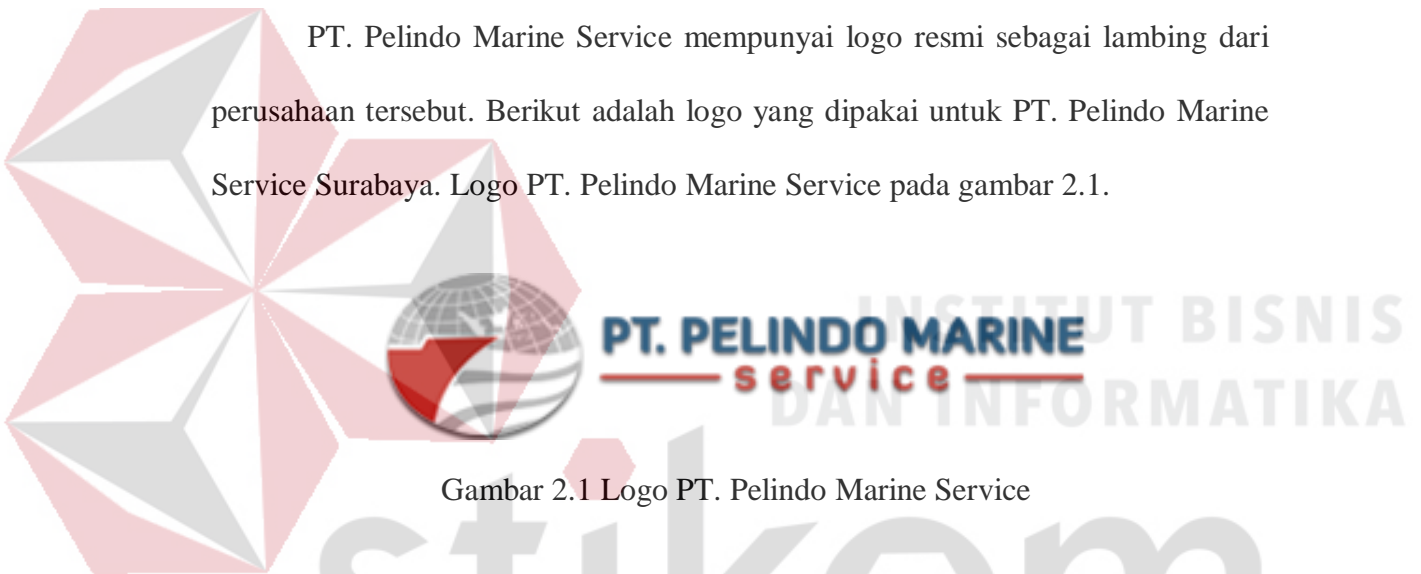 PT. Pelindo Marine Service mempunyai logo resmi sebagai lambing dari
perusahaan tersebut. Berikut adalah logo yang dipakai untuk PT. Pelindo Marine
Service Surabaya. Logo PT. Pelindo Marine Service pada gambar 2.1.
INSTITUT BISNIS
PT. PELINDO MARINE
service
DAN INFORMATIKA
Gambar 2.1 Logo PT. Pelindo Marine Service
stikom